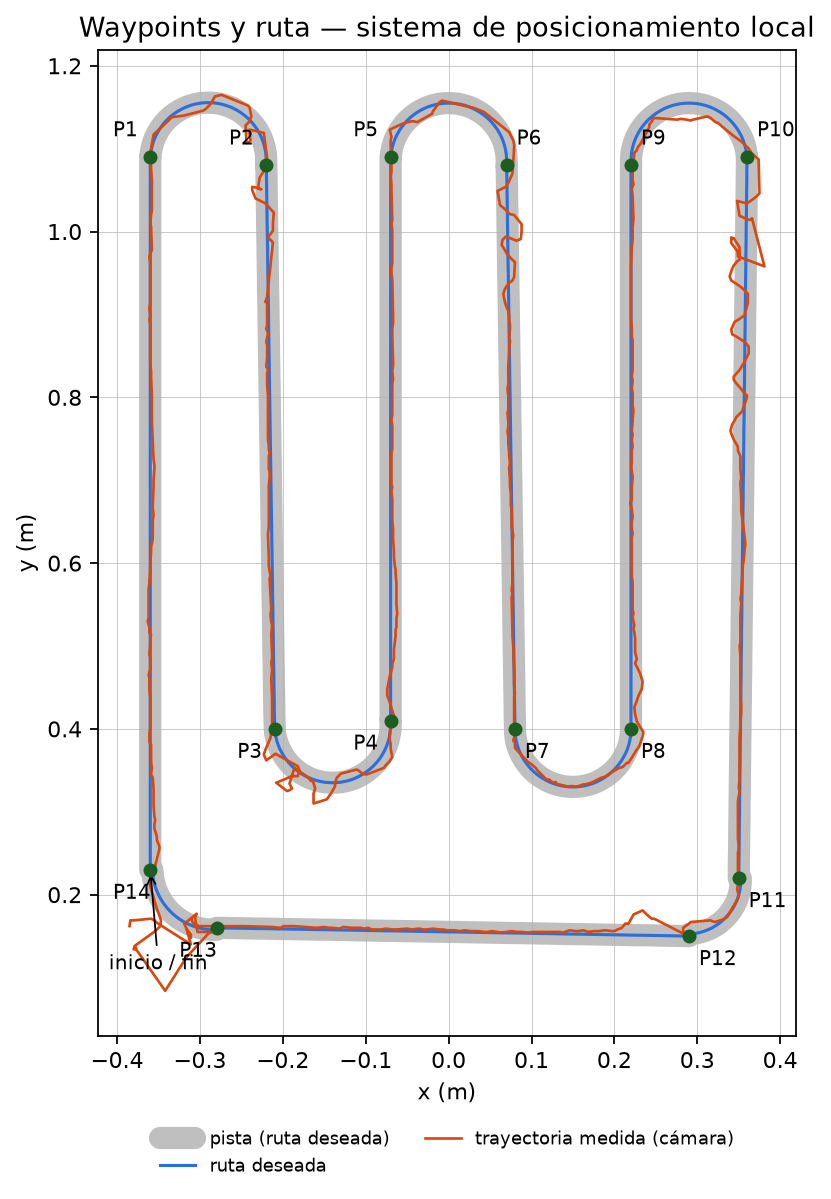 Waypoints y ruta — sistema de posicionamiento local
1.2
P1
P2
P5
P6
P9
P10
1.0
0.8
y (m)
0.6
0.4
P3
P4
P7
P8
0.2
P14
P11
P13
inicio / fin
P12
−0.4 −0.3 −0.2 −0.1 0.0 0.1 0.2 0.3 0.4
x (m)
pista (ruta deseada) trayectoria medida (cámara)
ruta deseada